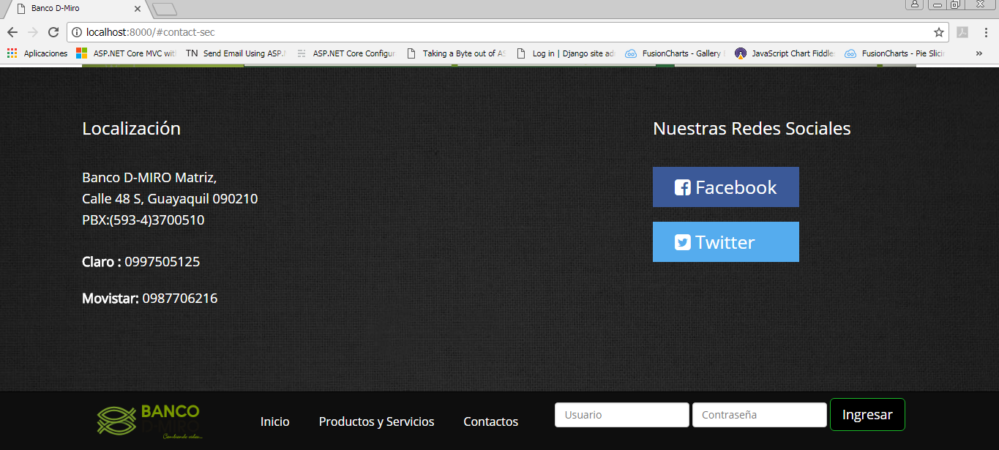 Banco D-Miro
localhost:8000/#contact-sec
Aplicaciones ASP.NET Core MVC wit TN Send Email Using ASP. ASP.NET Core Configur Taking a Byte out of AS Log in | Django site ad FusionCharts - Gallery JavaScript Chart Fiddle FusionCharts - Pie Slici »
Localización
Nuestras Redes Sociales
Banco D-MIRO Matriz,
Calle 48 S, Guayaquil 090210
PBX:(593-4)3700510
Claro : 0997505125
Movistar: 0987706216
Facebook
Twitter
BANCO
D-MIRO
Cambiando vidas...
Inicio Productos y Servicios Contactos Usuario Contraseña Ingresar